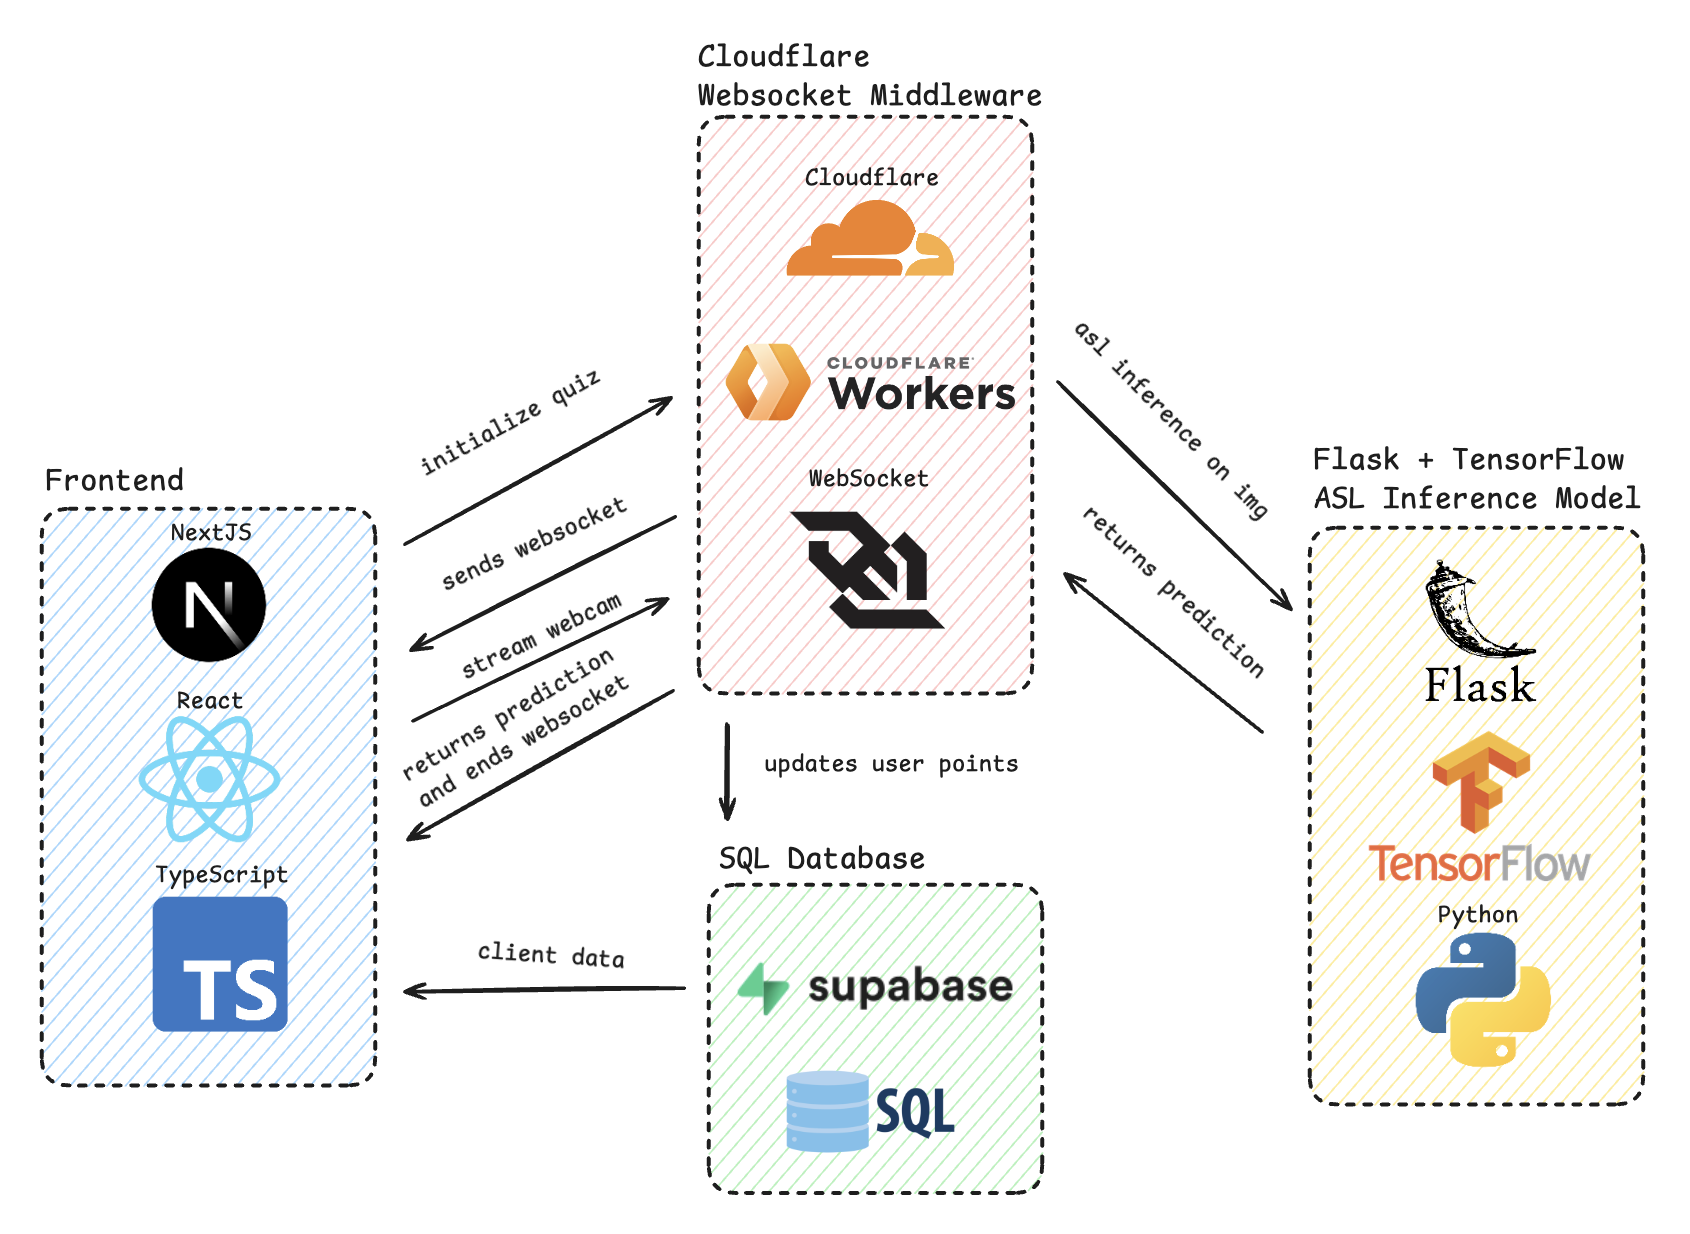 Cloudflare
Websocket Middleware
Cloudflare
CLOUDFLARE
Workers
WebSocket
initialize quiz
sends websocket
stream webcam
returns prediction
and ends websocket
asl inference on img
returns prediction
Frontend
NextJS
N
React
TypeScript
TS
Flask + TensorFlow
ASL Inference Model
Flask
TensorFlow
Python
updates user points
SQL Database
supabase
SQL
client data